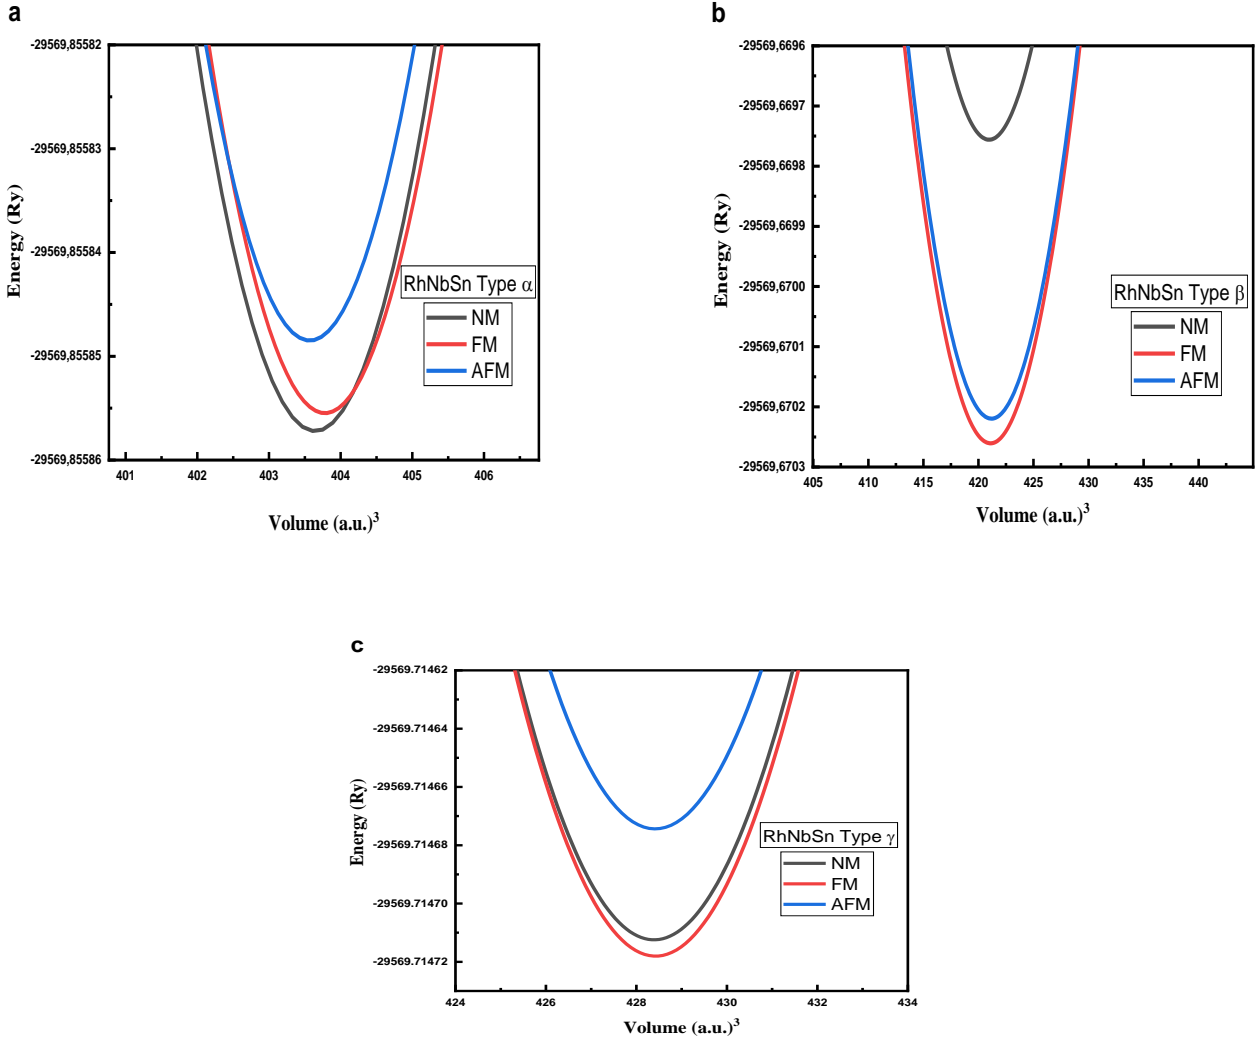 a
-29569,85582
-29569,85583
-29569,85584
-29569,85585
-29569,85586
Energy (Ry)
401 402 403 404 405 406
Volume (a.u.)³
RhNbSn Type α
NM
FM
AFM
b
-29569,6696
-29569,6697
-29569,6698
-29569,6699
-29569,6700
-29569,6701
-29569,6702
-29569,6703
Energy (Ry)
405 410 415 420 425 430 435 440
Volume (a.u.)³
RhNbSn Type β
NM
FM
AFM
c
-29569.71462
-29569.71464
-29569.71466
-29569.71468
-29569.71470
-29569.71472
Energy (Ry)
424 426 428 430 432 434
Volume (a.u.)³
RhNbSn Type γ
NM
FM
AFM